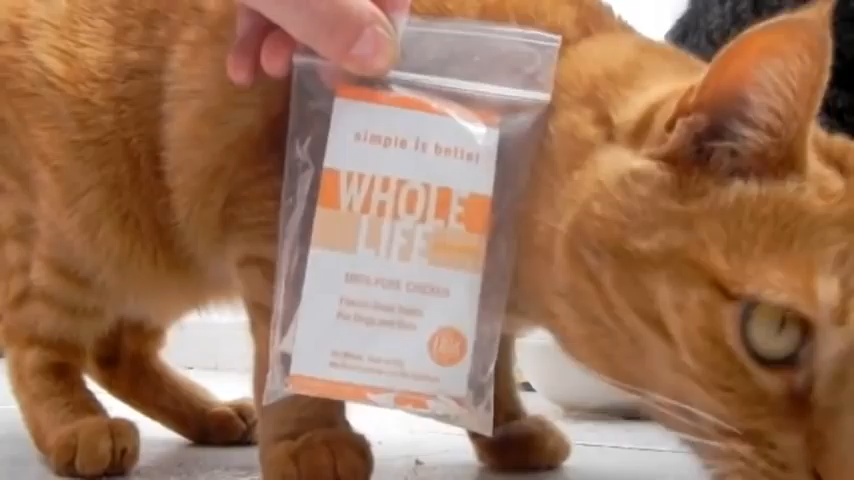 simple is better
WHOLE
LIFE
100% PURE CHICKEN
Freeze Dried Treats
For Dogs and Cats